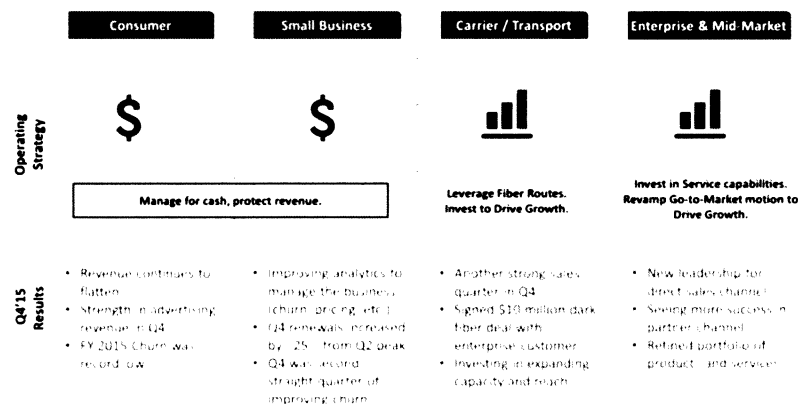 Consumer
Small Business
Carrier / Transport
Enterprise & Mid-Market
Operating
Strategy
$
$
Manage for cash, protect revenue.
Leverage Fiber Routes.
Invest to Drive Growth.
Invest in Service capabilities.
Revamp Go-to-Market motion to
Drive Growth.
Q4'15
Results
• Revenue continues to
flatten
• Strength in advertising
revenue in Q4
• FY 2015 Churn was
record low
• Improving analytics to
manage the business
(churn, pricing, etc.)
• Q4 renewals increased
by 25 from Q2 peak
• Q4 was second
straight quarter of
improving churn
• Another strong sales
quarter in Q4
• Signed $10 million dark
fiber deal with
enterprise customer
• Investing in expanding
capacity and reach
• New leadership for
direct sales channel
• Seeing more success in
partner channel
• Refined portfolio of
product and services